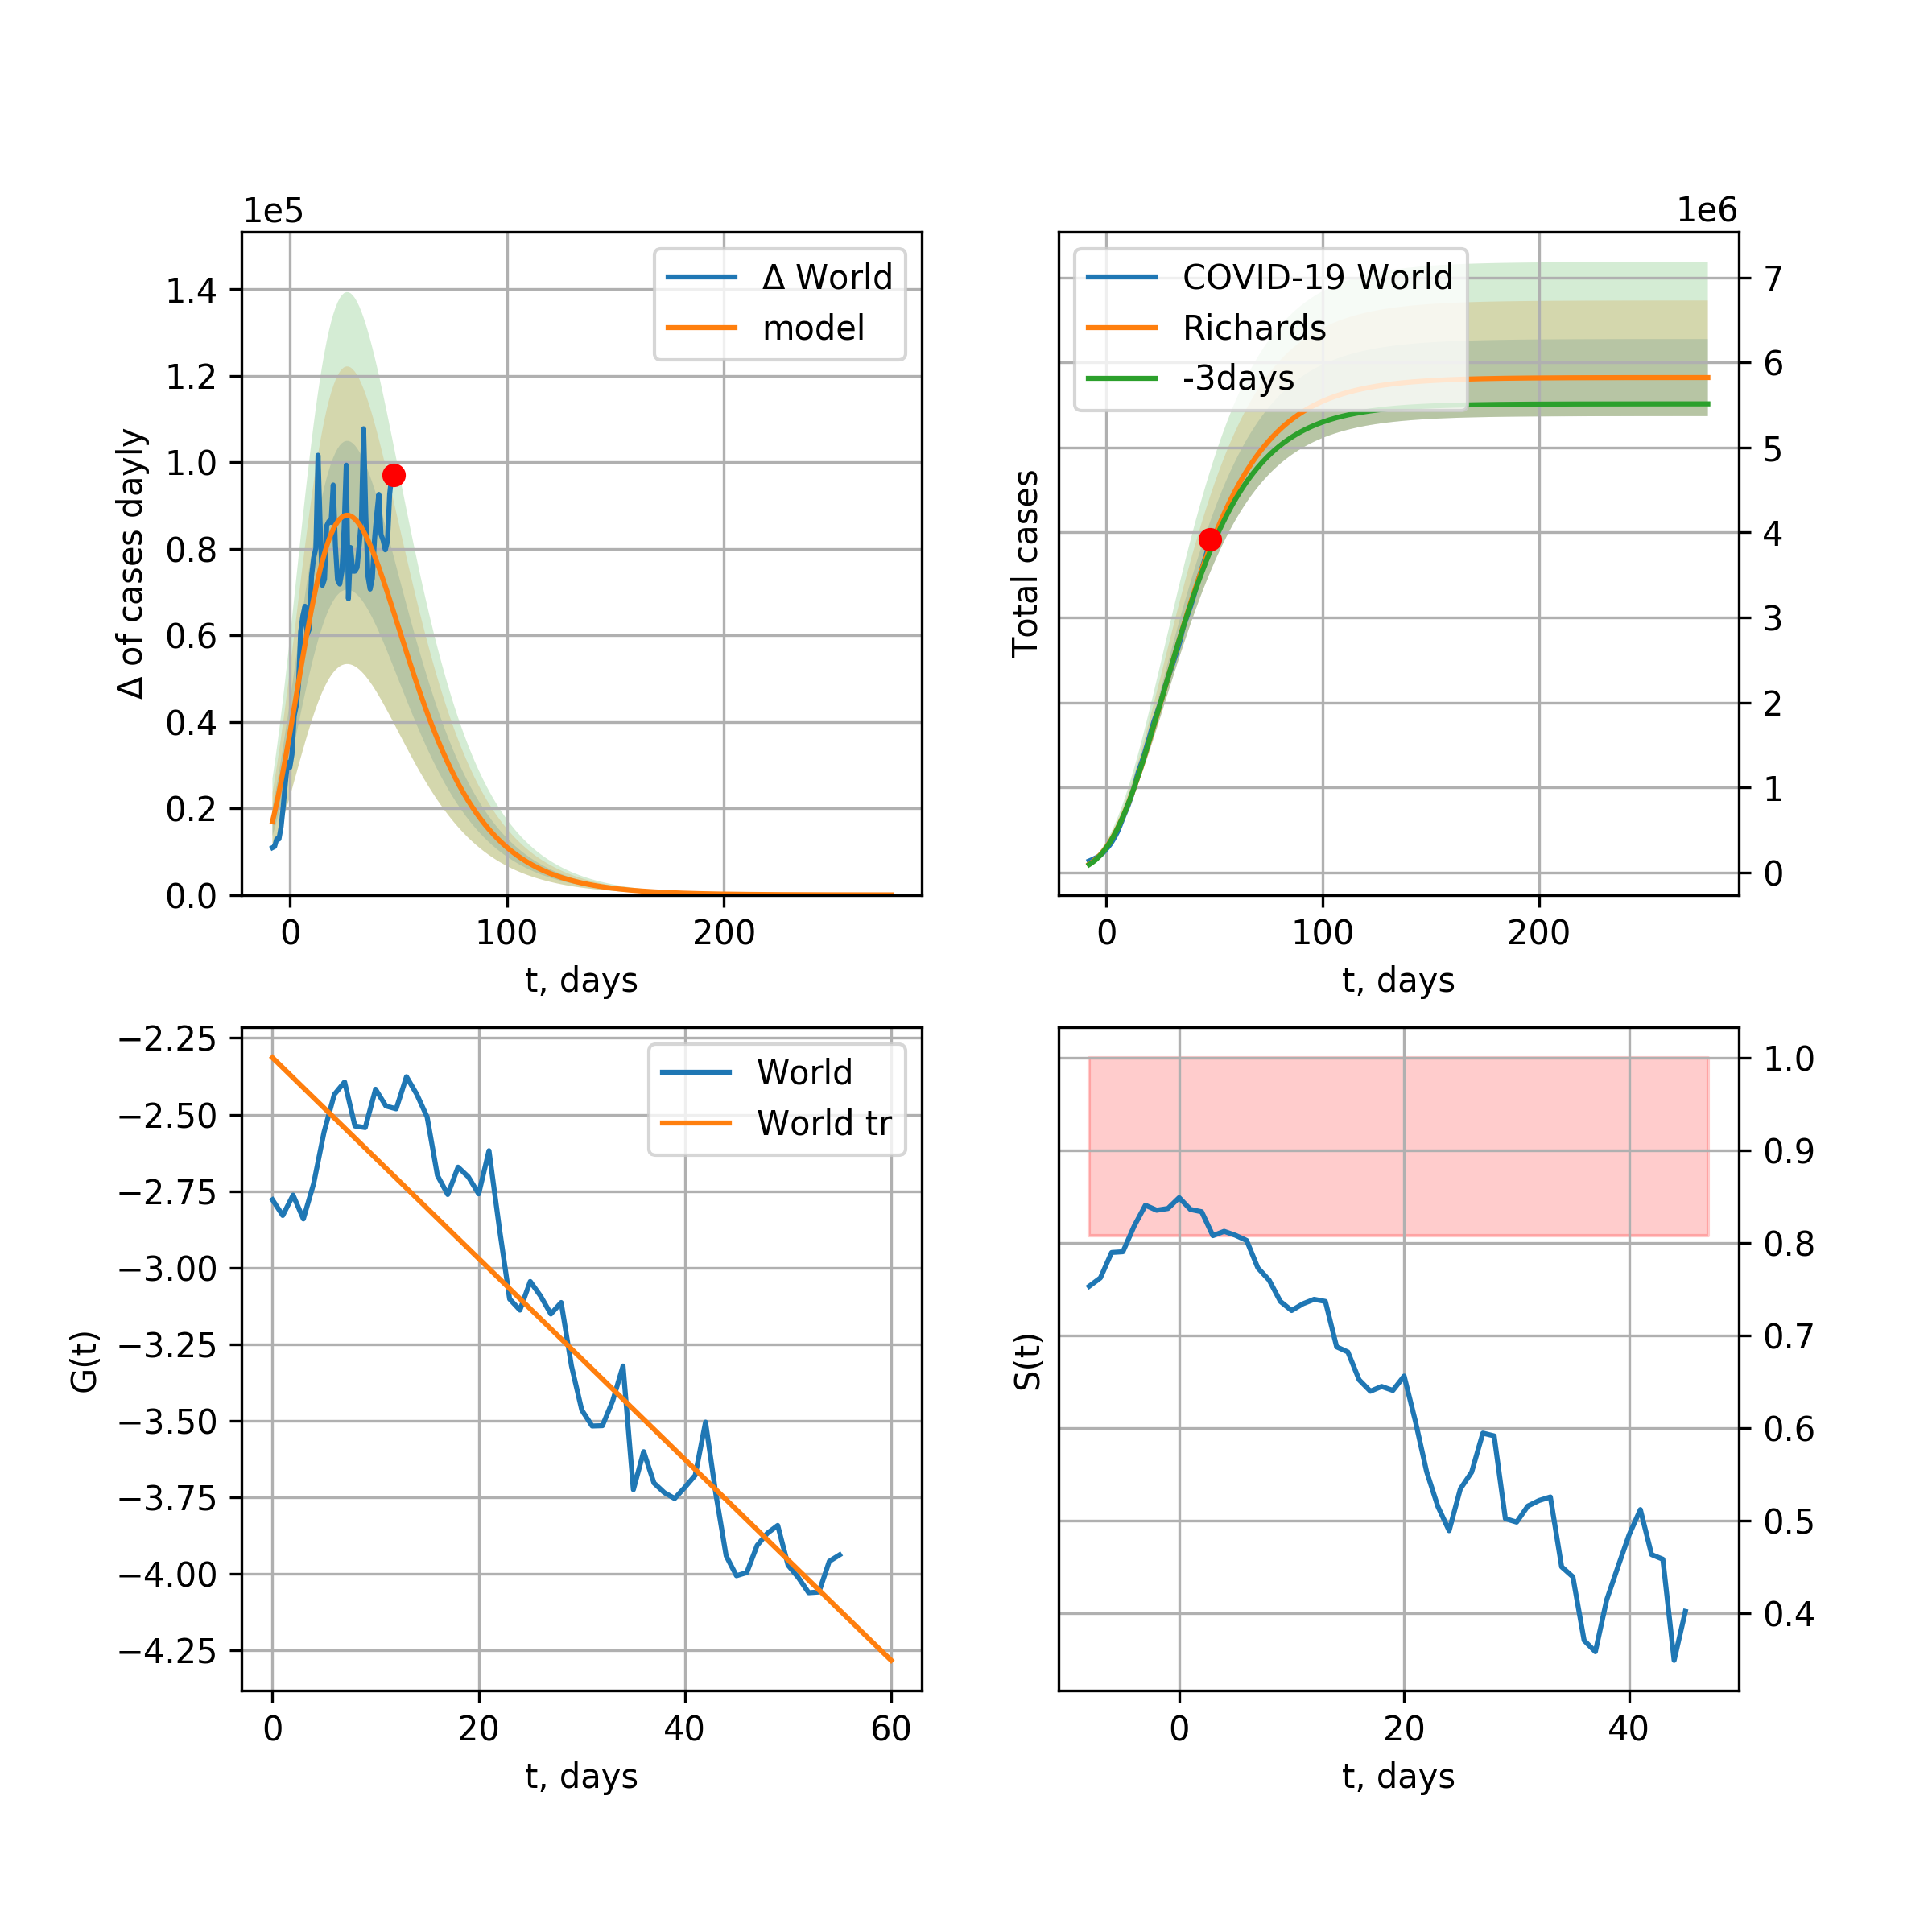 1e5
1.4
1.2
1.0
0.8
0.6
0.4
0.2
0.0
Δ of cases dayly
Δ World
model
0 100 200
t, days
1e6
COVID-19 World
Richards
-3days
7
6
5
4
3
2
1
0
Total cases
0 100 200
t, days
−2.25
−2.50
−2.75
−3.00
−3.25
−3.50
−3.75
−4.00
−4.25
G(t)
World
World tr
0 20 40 60
t, days
1.0
0.9
0.8
0.7
0.6
0.5
0.4
S(t)
0 20 40
t, days